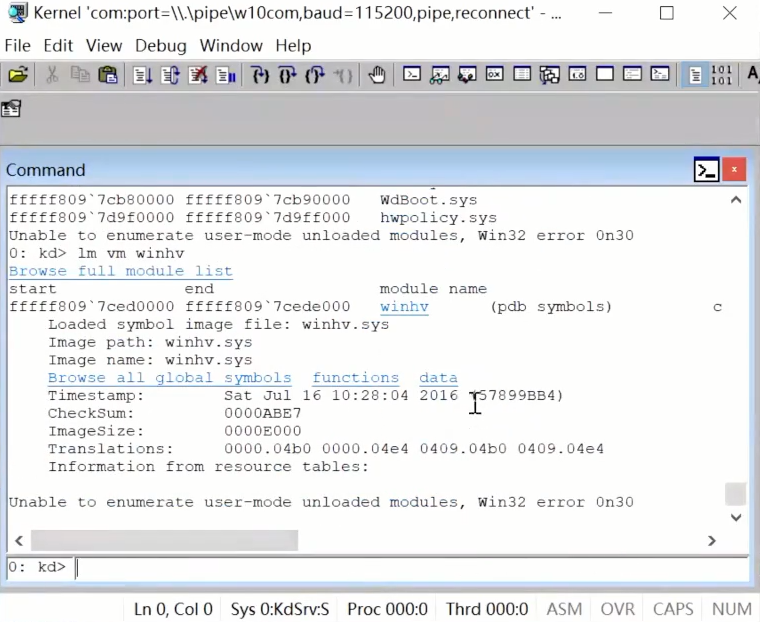 Kernel 'com:port=\\.\pipe\w10com,baud=115200,pipe,reconnect' - ...
File Edit View Debug Window Help
101
101 A
Command
fffff809`7cb80000 fffff809`7cb90000 WdBoot.sys
fffff809`7d9f0000 fffff809`7d9ff000 hwpolicy.sys
Unable to enumerate user-mode unloaded modules, Win32 error 0n30
0: kd> lm vm winhv
Browse full module list
start end module name
fffff809`7ced0000 fffff809`7cede000 winhv (pdb symbols) c
Loaded symbol image file: winhv.sys
Image path: winhv.sys
Image name: winhv.sys
Browse all global symbols functions data
Timestamp: Sat Jul 16 10:28:04 2016 (57899BB4)
CheckSum: 0000ABE7
ImageSize: 0000E000
Translations: 0000.04b0 0000.04e4 0409.04b0 0409.04e4
Information from resource tables:
Unable to enumerate user-mode unloaded modules, Win32 error 0n30
0: kd>
Ln 0, Col 0 Sys 0:KdSrv:S Proc 000:0 Thrd 000:0 ASM OVR CAPS NUM